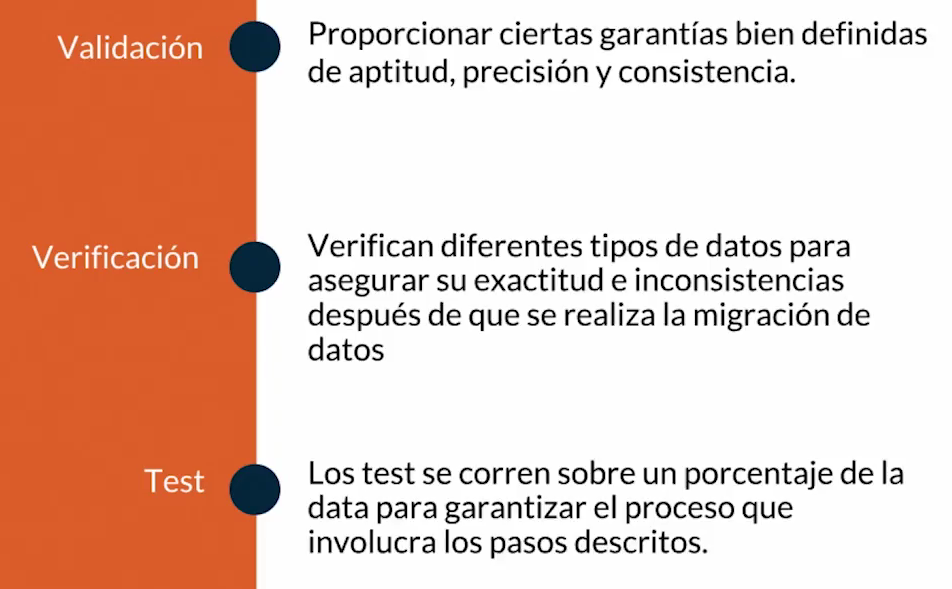 Validación
Proporcionar ciertas garantías bien definidas
de aptitud, precisión y consistencia.
Verificación
Verifican diferentes tipos de datos para
asegurar su exactitud e inconsistencias
después de que se realiza la migración de
datos
Test
Los test se corren sobre un porcentaje de la
data para garantizar el proceso que
involucra los pasos descritos.